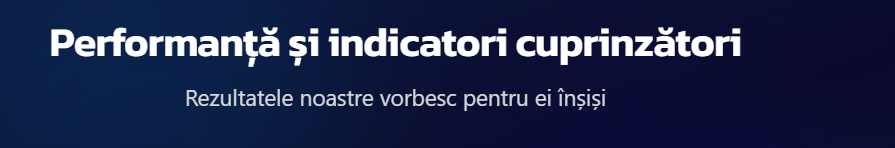 Performanță și indicatori cuprinzători
Rezultatele noastre vorbesc pentru ei înșiși